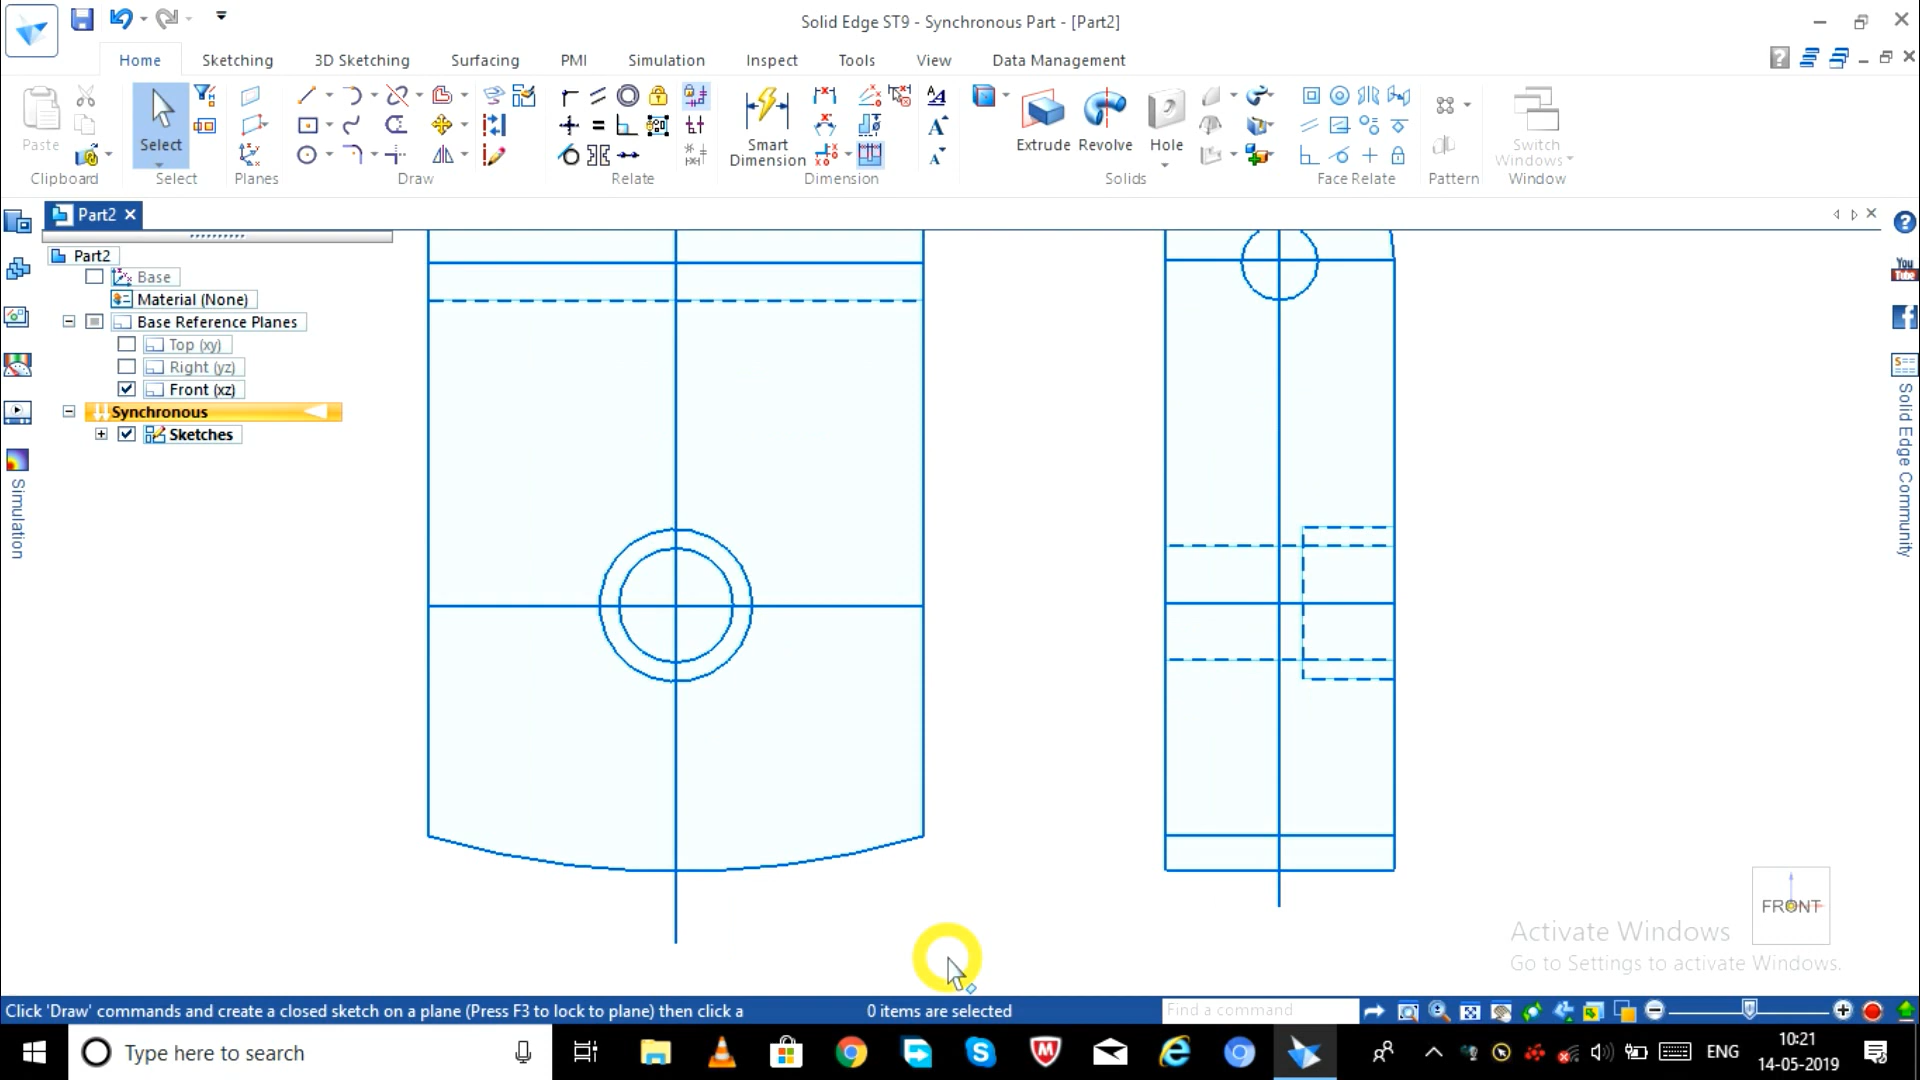 Solid Edge ST9 - Synchronous Part - [Part2]
Home
Sketching
3D Sketching
Surfacing
PMI
Simulation
Inspect
Tools
View
Data Management
Paste
Select
Smart
Dimension
Extrude
Revolve
Hole
Switch
Windows
Clipboard
Select
Planes
Draw
Relate
Dimension
Solids
Face Relate
Pattern
Window
Part2
Part2
Base
Material (None)
Base Reference Planes
Top (xy)
Right (yz)
Front (xz)
Synchronous
Sketches
Simulation
You
Tube
Solid Edge Community
FRONT
Activate Windows
Go to Settings to activate Windows.
Click 'Draw' commands and create a closed sketch on a plane (Press F3 to lock to plane) then click a
0 items are selected
Find a command
Type here to search
ENG
10:21
14-05-2019